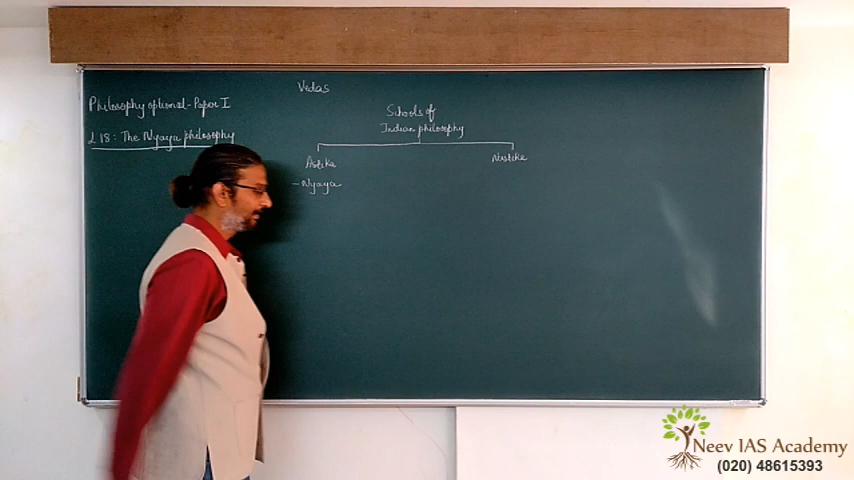 Vedas
Philosophy optional - Paper I
L 18 : The Nyaya philosophy
Schools of
Indian philosophy
Astika
Nastika
- Nyaya
Neev IAS Academy
(020) 48615393